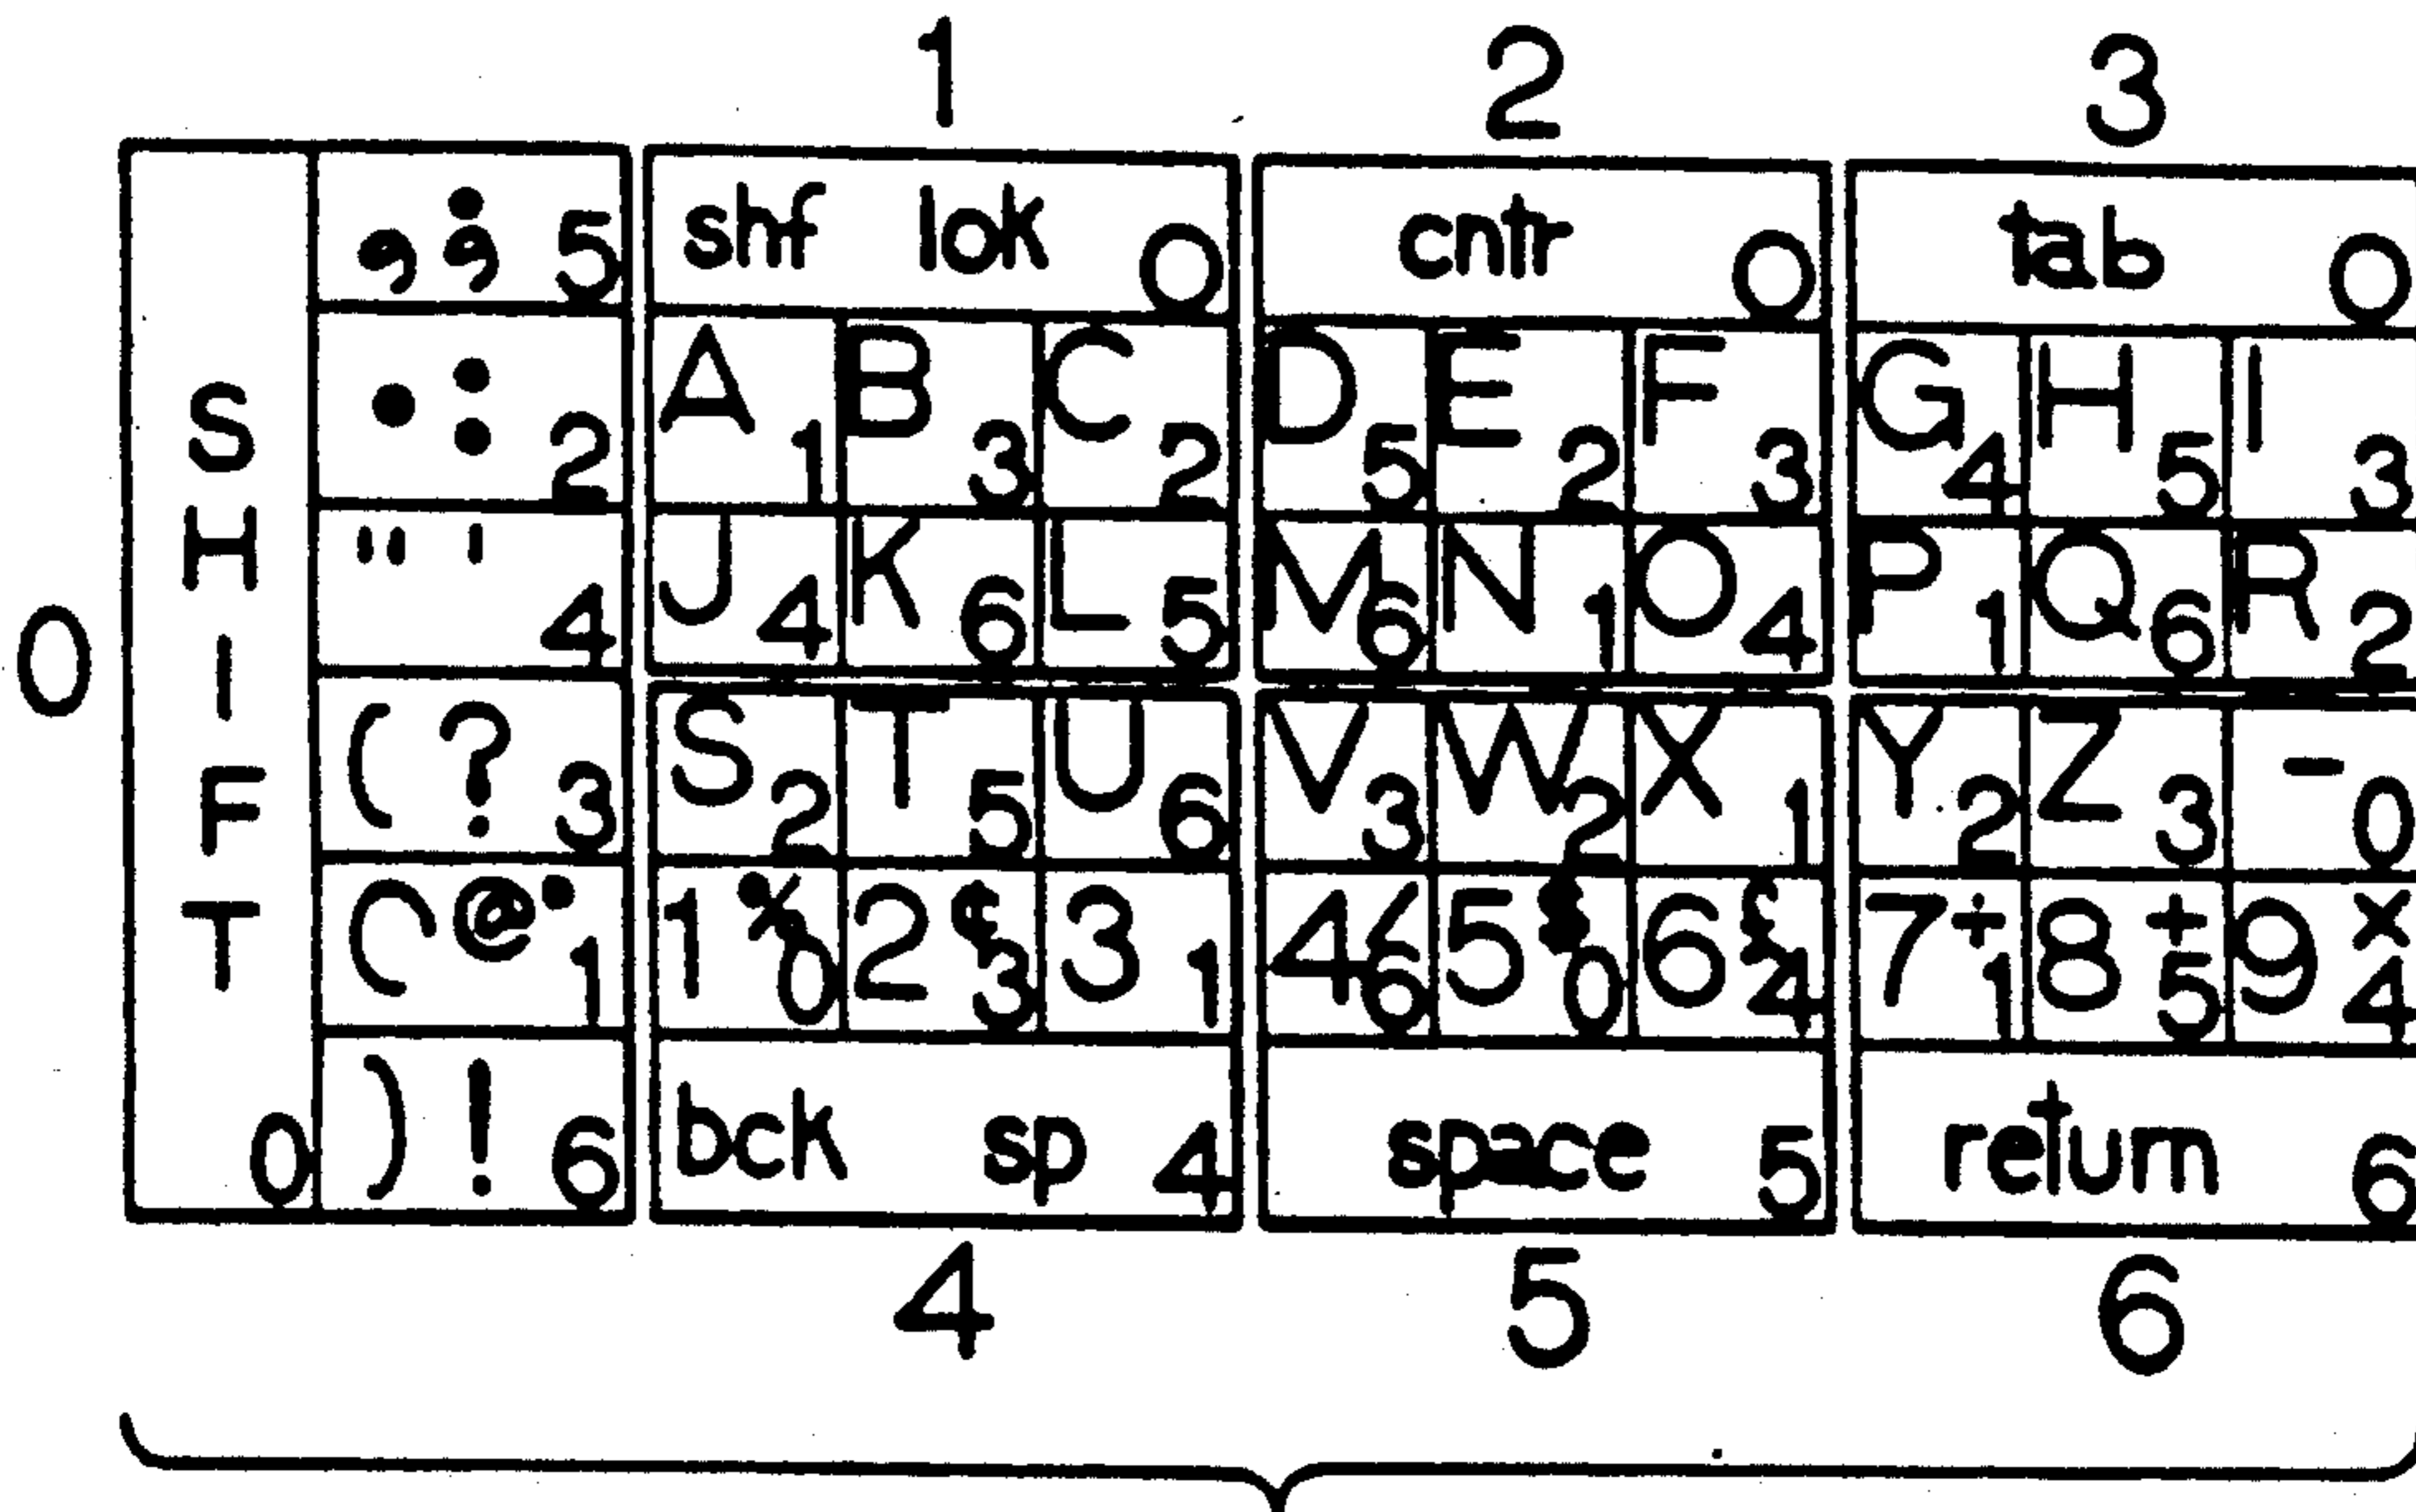 1 2 3
, ; 5 shf lok 0 cntr 0 tab 0
. : 2 A 1 B 3 C 2 D 5 E 2 F 3 G 4 H 5 I 3
" ' 4 J 4 K 6 L 5 M 6 N 1 O 4 P 1 Q 6 R 2
0 SHIFT 0
( ? 3 S 2 T 5 U 6 V 3 W 2 X 1 Y 2 Z 3 - 0
( @ 1 1 % 0 2 ¢ 3 3 1 4 6 5 0 6 £ 4 7 ÷ 1 8 + 5 9 × 4
) ! 6 bck sp 4 space 5 return 6
4 5 6